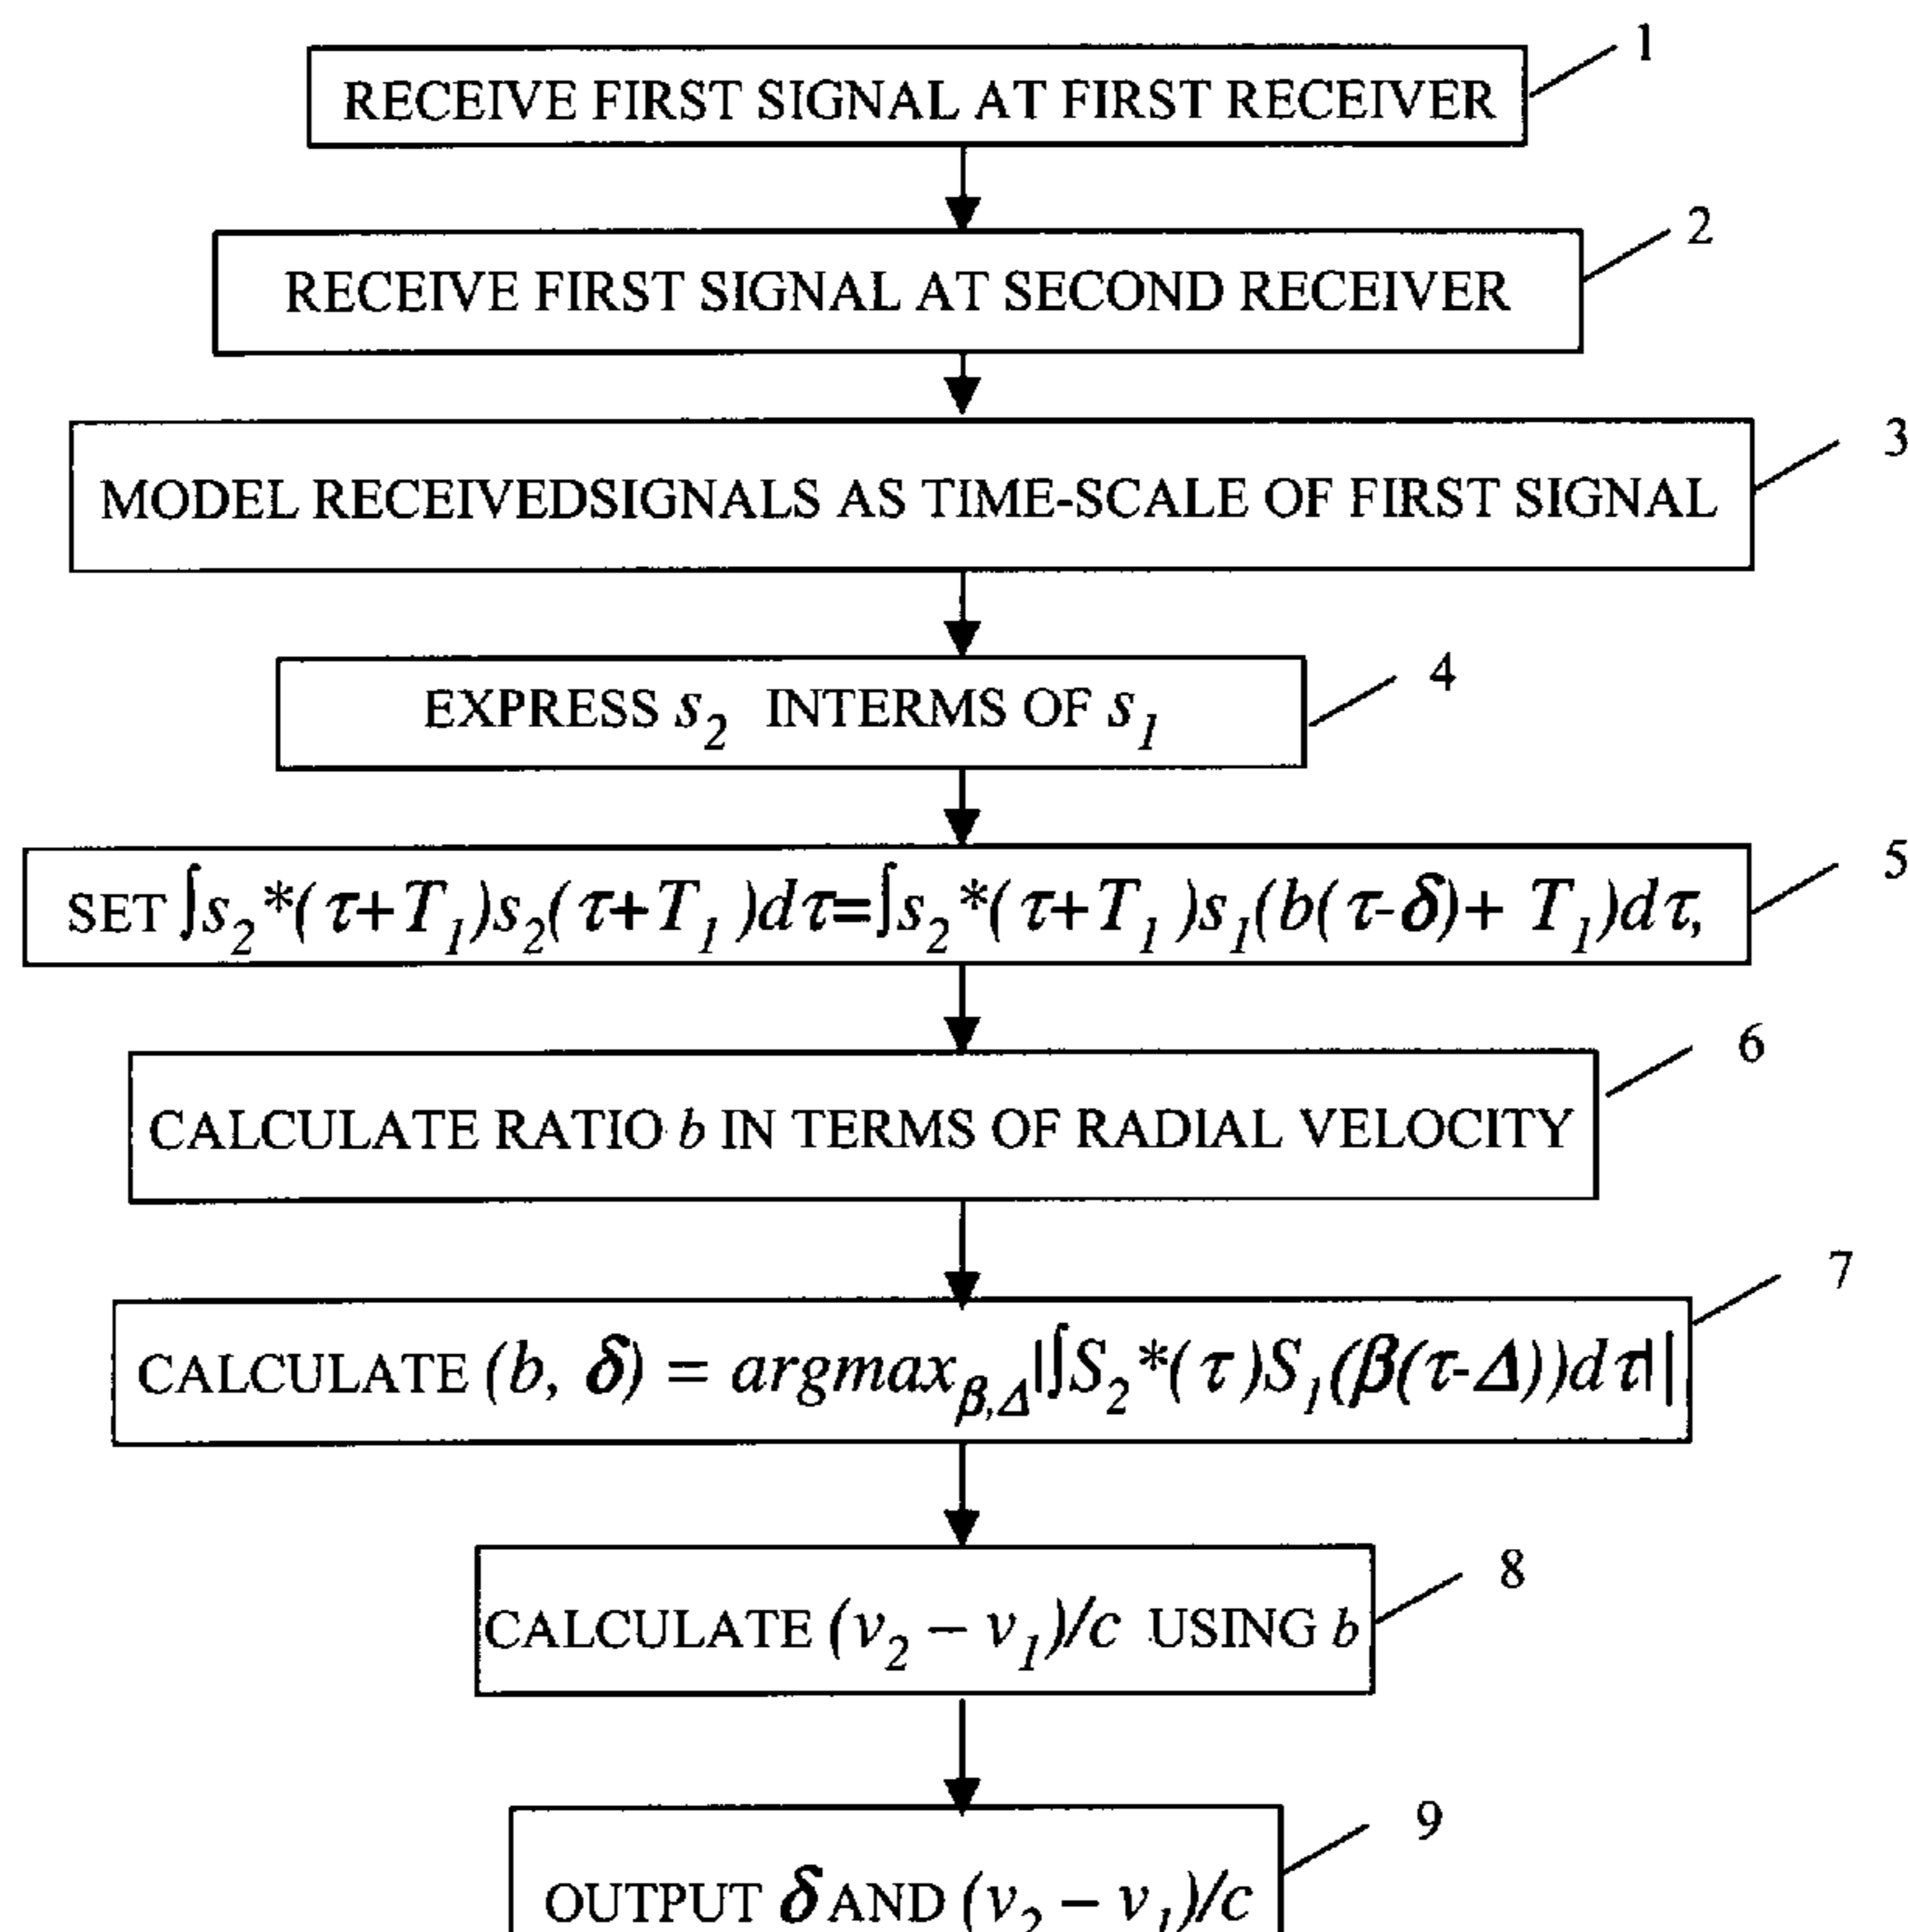 1
RECEIVE FIRST SIGNAL AT FIRST RECEIVER
2
RECEIVE FIRST SIGNAL AT SECOND RECEIVER
3
MODEL RECEIVEDSIGNALS AS TIME-SCALE OF FIRST SIGNAL
4
EXPRESS s₂ INTERMS OF s₁
5
SET ∫s₂*(τ+T₁)s₂(τ+T₁)dτ=∫s₂*(τ+T₁)s₁(b(τ-δ)+ T₁)dτ,
6
CALCULATE RATIO b IN TERMS OF RADIAL VELOCITY
7
CALCULATE (b, δ) = argmax_β,Δ|∫S₂*(τ)S₁(β(τ-Δ))dτ||
8
CALCULATE (v₂ – v₁)/c USING b
9
OUTPUT δ AND (v₂ – v₁)/c